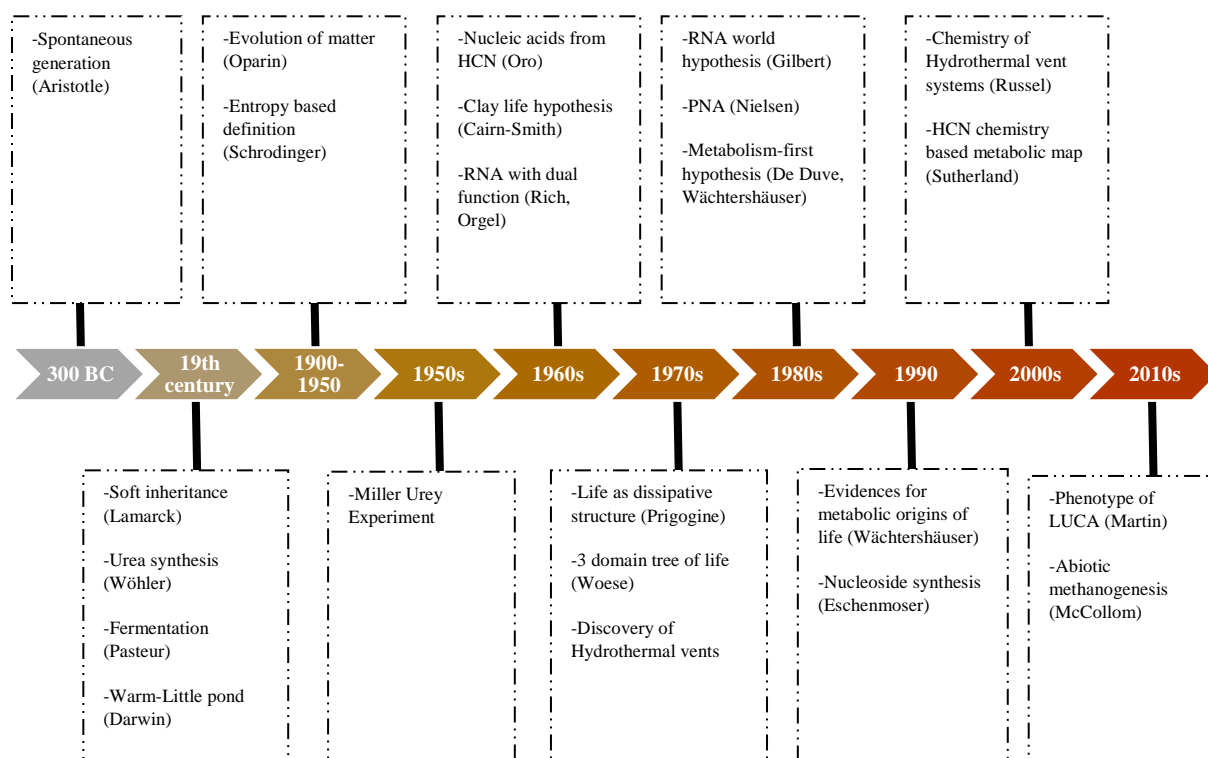 -Spontaneous
generation
(Aristotle)
-Evolution of matter
(Oparin)
-Entropy based
definition
(Schrodinger)
-Nucleic acids from
HCN (Oro)
-Clay life hypothesis
(Cairn-Smith)
-RNA with dual
function (Rich,
Orgel)
-RNA world
hypothesis (Gilbert)
-PNA (Nielsen)
-Metabolism-first
hypothesis (De Duve,
Wächtershäuser)
-Chemistry of
Hydrothermal vent
systems (Russel)
-HCN chemistry
based metabolic map
(Sutherland)
300 BC
19th
century
1900-
1950
1950s
1960s
1970s
1980s
1990
2000s
2010s
-Soft inheritance
(Lamarck)
-Urea synthesis
(Wöhler)
-Fermentation
(Pasteur)
-Warm-Little pond
(Darwin)
-Miller Urey
Experiment
-Life as dissipative
structure (Prigogine)
-3 domain tree of life
(Woese)
-Discovery of
Hydrothermal vents
-Evidences for
metabolic origins of
life (Wächtershäuser)
-Nucleoside synthesis
(Eschenmoser)
-Phenotype of
LUCA (Martin)
-Abiotic
methanogenesis
(McCollom)